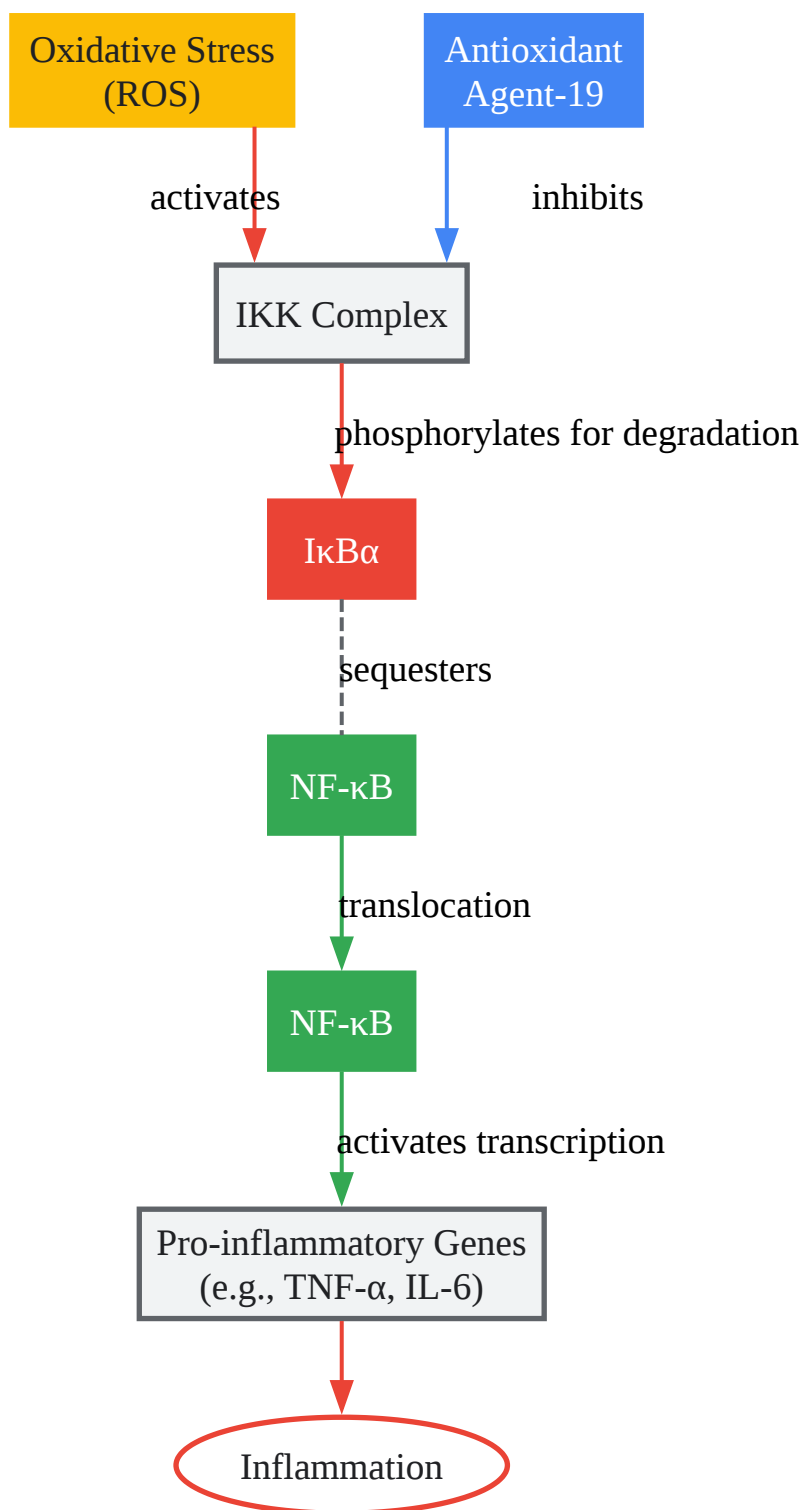 Oxidative Stress
(ROS)
Antioxidant
Agent-19
activates
inhibits
IKK Complex
phosphorylates for degradation
IκBα
sequesters
NF-κB
translocation
NF-κB
activates transcription
Pro-inflammatory Genes
(e.g., TNF-α, IL-6)
Inflammation